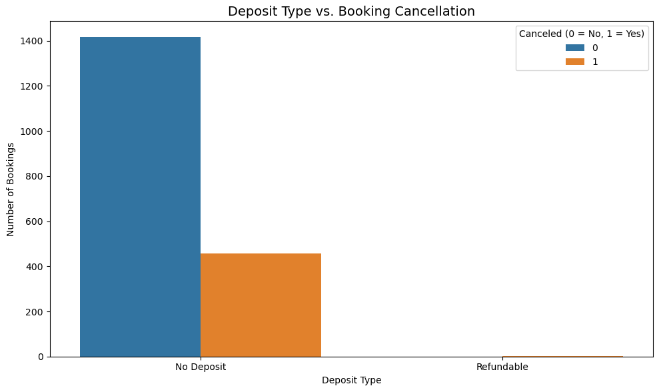 Deposit Type vs. Booking Cancellation
Canceled (0 = No, 1 = Yes)
0
1
Number of Bookings
1400
1200
1000
800
600
400
200
0
No Deposit
Refundable
Deposit Type